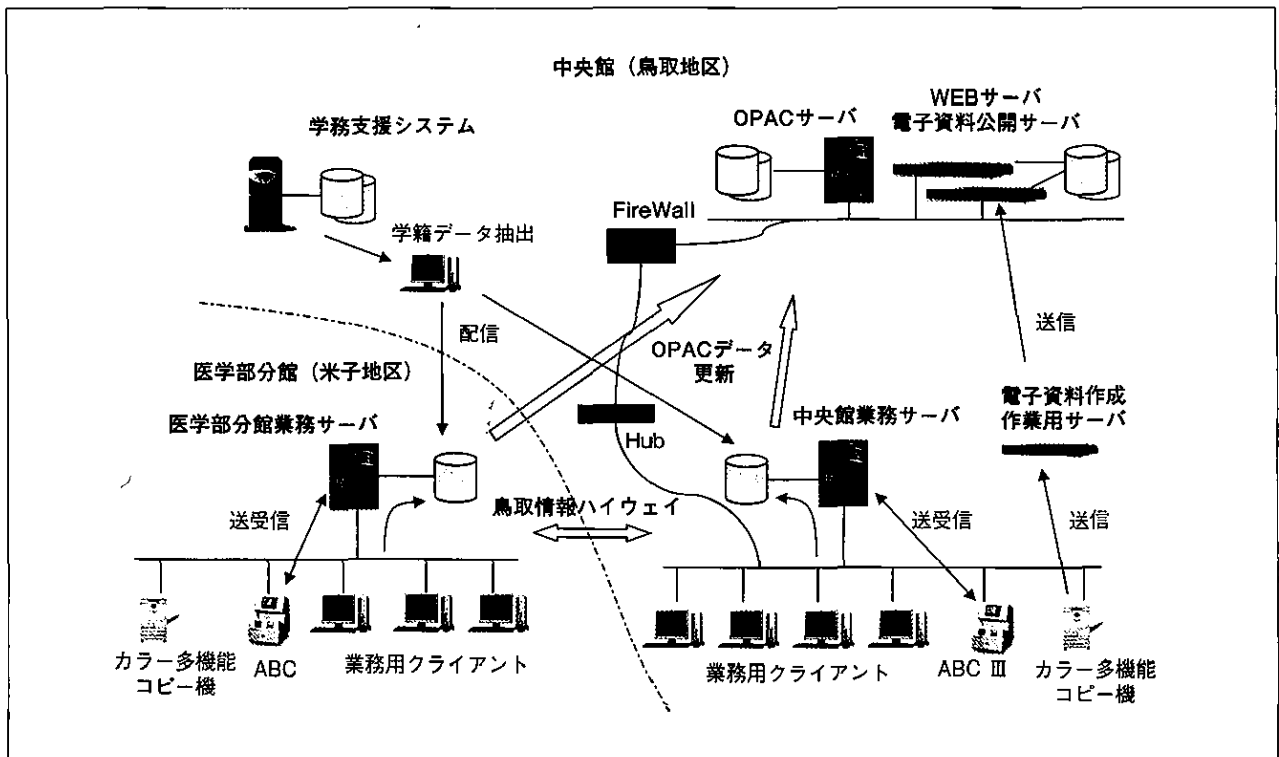 中央館（鳥取地区）
学務支援システム
OPACサーバ
WEBサーバ
電子資料公開サーバ
FireWall
学籍データ抽出
配信
送信
OPACデータ
更新
医学部分館（米子地区）
医学部分館業務サーバ
Hub
中央館業務サーバ
電子資料作成
作業用サーバ
鳥取情報ハイウェイ
送受信
送受信
送信
カラー多機能
コピー機
ABC
業務用クライアント
業務用クライアント
ABC Ⅲ
カラー多機能
コピー機